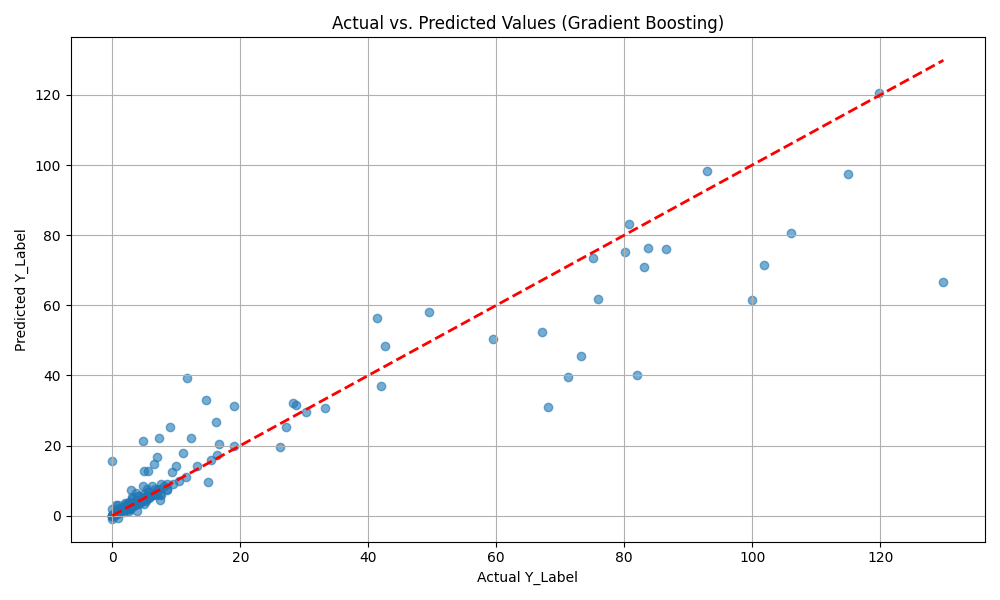 Actual vs. Predicted Values (Gradient Boosting)
Predicted Y_Label
120
100
80
60
40
20
0
0 20 40 60 80 100 120
Actual Y_Label